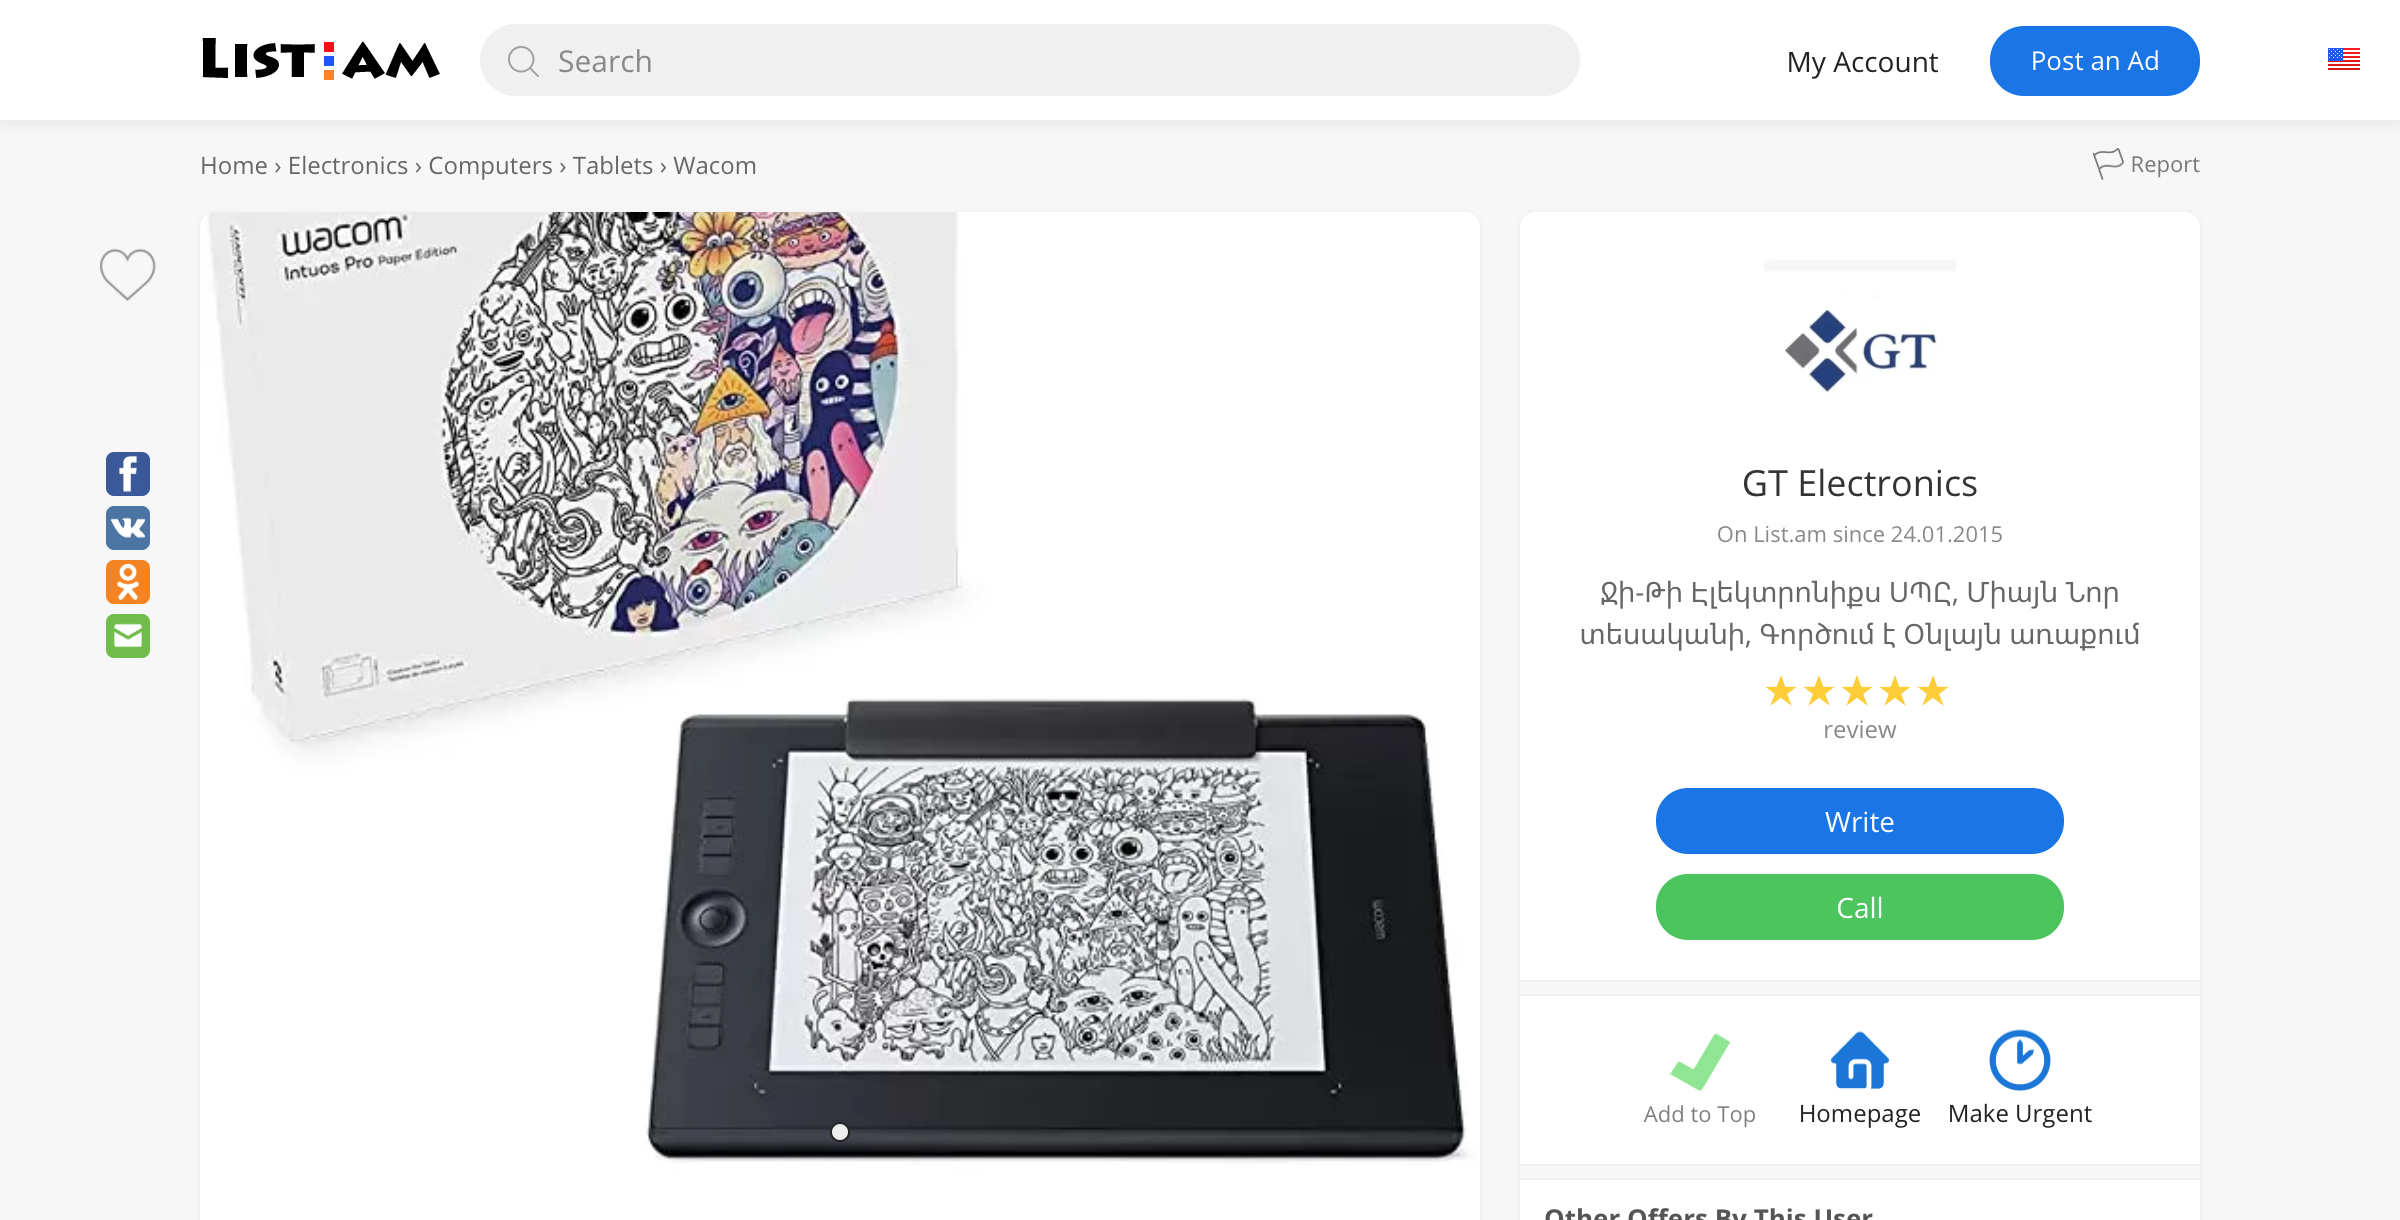 LIST.AM
Search
My Account
Post an Ad
Home › Electronics › Computers › Tablets › Wacom
Report
wacom
Intuos Pro Paper Edition
wacom
GT
GT Electronics
On List.am since 24.01.2015
Ջի-Թի Էլեկտրոնիքս ՍՊԸ, Միայն Նոր
տեսականի, Գործում է Օնլայն առաքում
review
Write
Call
Add to Top
Homepage
Make Urgent
Other Offers By This User